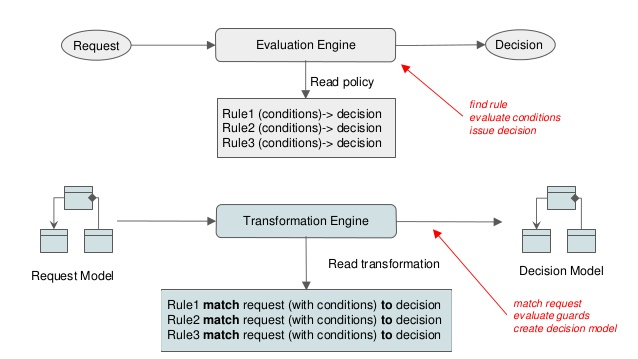 Request
Evaluation Engine
Decision
Read policy
find rule
evaluate conditions
issue decision
Rule1 (conditions)-> decision
Rule2 (conditions)-> decision
Rule3 (conditions)-> decision
Transformation Engine
Request Model
Read transformation
Decision Model
Rule1 match request (with conditions) to decision
Rule2 match request (with conditions) to decision
Rule3 match request (with conditions) to decision
match request
evaluate guards
create decision model